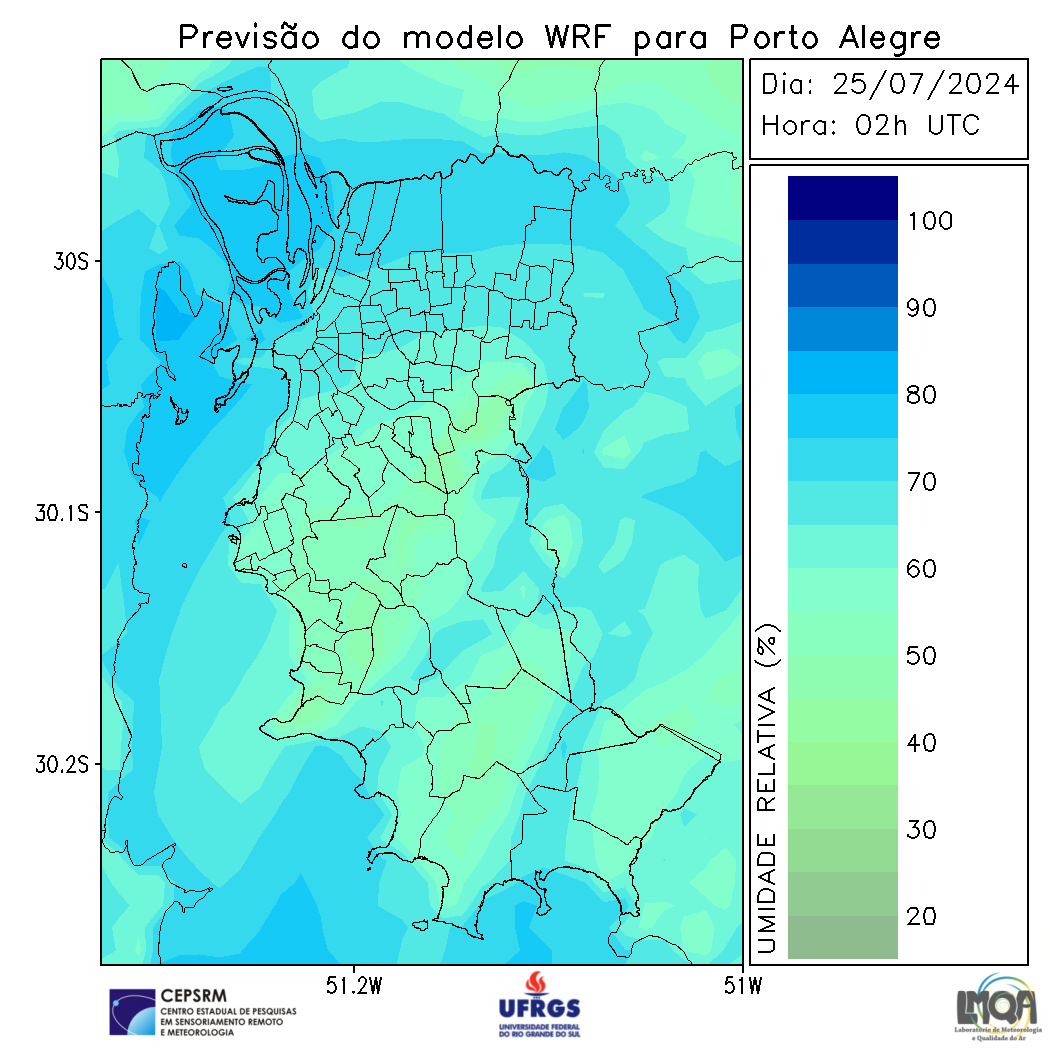 Previsão do modelo WRF para Porto Alegre
Dia: 25/07/2024
Hora: 02h UTC
30S
30.1S
30.2S
51.2W
51W
100
90
80
70
60
50
40
30
20
UMIDADE RELATIVA (%)
CEPSRM
CENTRO ESTADUAL DE PESQUISAS
EM SENSORIAMENTO REMOTO
E METEOROLOGIA
UFRGS
UNIVERSIDADE FEDERAL
DO RIO GRANDE DO SUL
LMQA
Laboratório de Meteorologia
e Qualidade do Ar